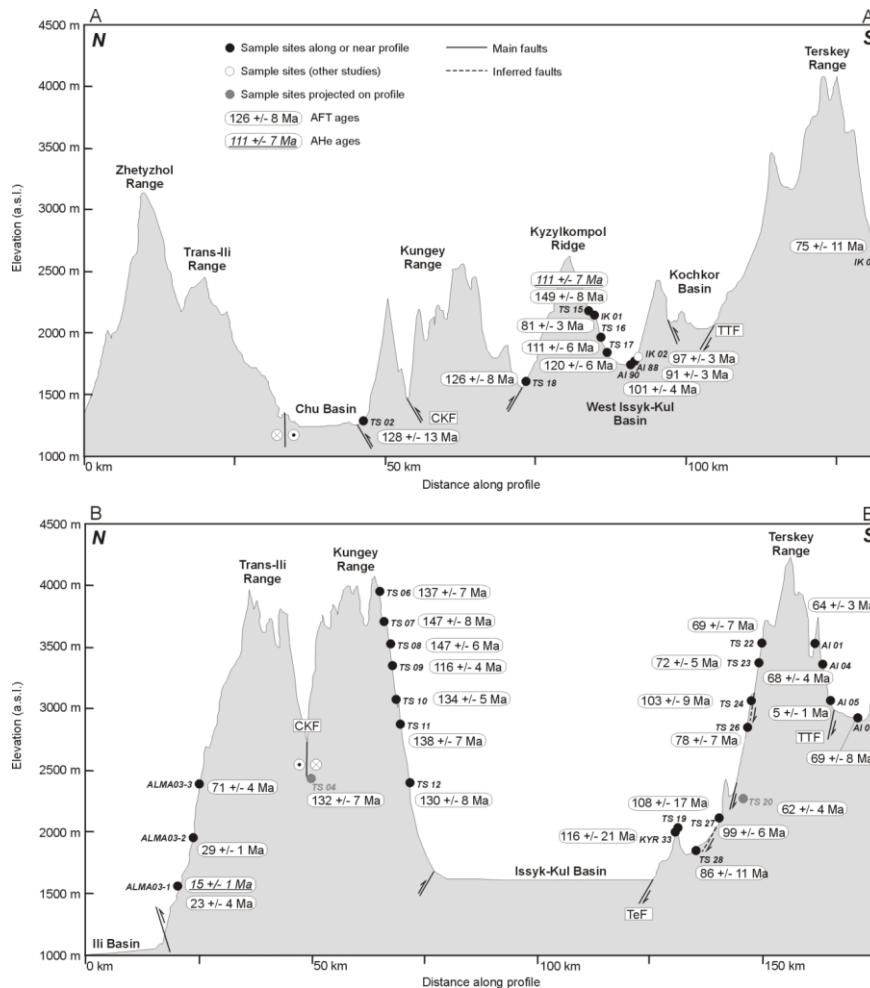 A
A
N
S
4500 m
4000 m
3500 m
3000 m
2500 m
2000 m
1500 m
1000 m
Elevation (a.s.l.)
Sample sites along or near profile
Sample sites (other studies)
Sample sites projected on profile
126 +/- 8 Ma AFT ages
111 +/- 7 Ma AHe ages
Main faults
Inferred faults
Terskey
Range
Zhetyzhol
Range
Trans-Ili
Range
Kungey
Range
Kyzylkompol
Ridge
Kochkor
Basin
75 +/- 11 Ma
111 +/- 7 Ma
149 +/- 8 Ma
TS 15
IK 01
81 +/- 3 Ma
TS 16
111 +/- 6 Ma
TS 17
120 +/- 6 Ma
TTF
IK 02
97 +/- 3 Ma
AI 88
91 +/- 3 Ma
AI 90
101 +/- 4 Ma
126 +/- 8 Ma
TS 18
West Issyk-Kul
Basin
Chu Basin
TS 02
CKF
128 +/- 13 Ma
0 km
50 km
100 km
Distance along profile
B
N
4500 m
4000 m
3500 m
3000 m
2500 m
2000 m
1500 m
1000 m
Elevation (a.s.l.)
Trans-Ili
Range
Kungey
Range
Terskey
Range
TS 06 137 +/- 7 Ma
TS 07 147 +/- 8 Ma
TS 08 147 +/- 6 Ma
TS 09 116 +/- 4 Ma
TS 10 134 +/- 5 Ma
TS 11
138 +/- 7 Ma
TS 12
130 +/- 8 Ma
CKF
TS 04
132 +/- 7 Ma
ALMA03-3
71 +/- 4 Ma
ALMA03-2
29 +/- 1 Ma
ALMA03-1
15 +/- 1 Ma
23 +/- 4 Ma
Ili Basin
Issyk-Kul Basin
64 +/- 3 Ma
69 +/- 7 Ma
TS 22
AI 01
72 +/- 5 Ma
TS 23
AI 04
68 +/- 4 Ma
103 +/- 9 Ma
TS 24
AI 05
5 +/- 1 Ma
TS 26
TTF
78 +/- 7 Ma
69 +/- 8 Ma
TS 20
62 +/- 4 Ma
108 +/- 17 Ma
TS 19
TS 27
116 +/- 21 Ma
KYR 33
99 +/- 6 Ma
TS 28
86 +/- 11 Ma
TeF
0 km
50 km
100 km
150 km
Distance along profile